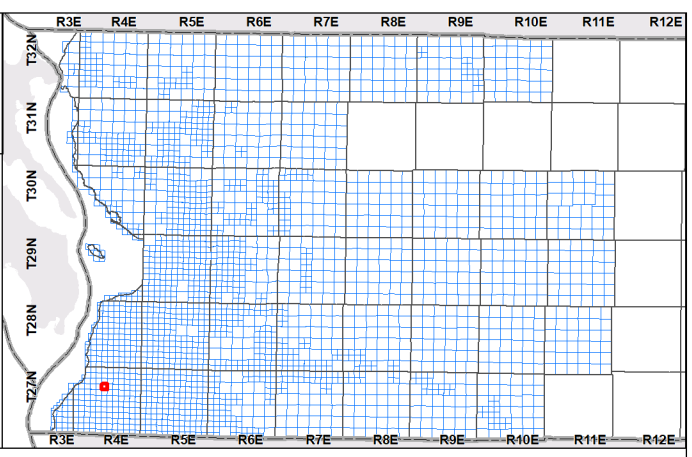 R3E R4E R5E R6E R7E R8E R9E R10E R11E R12E
T32N
T31N
T30N
T29N
T28N
T27N
R3E R4E R5E R6E R7E R8E R9E R10E R11E R12E